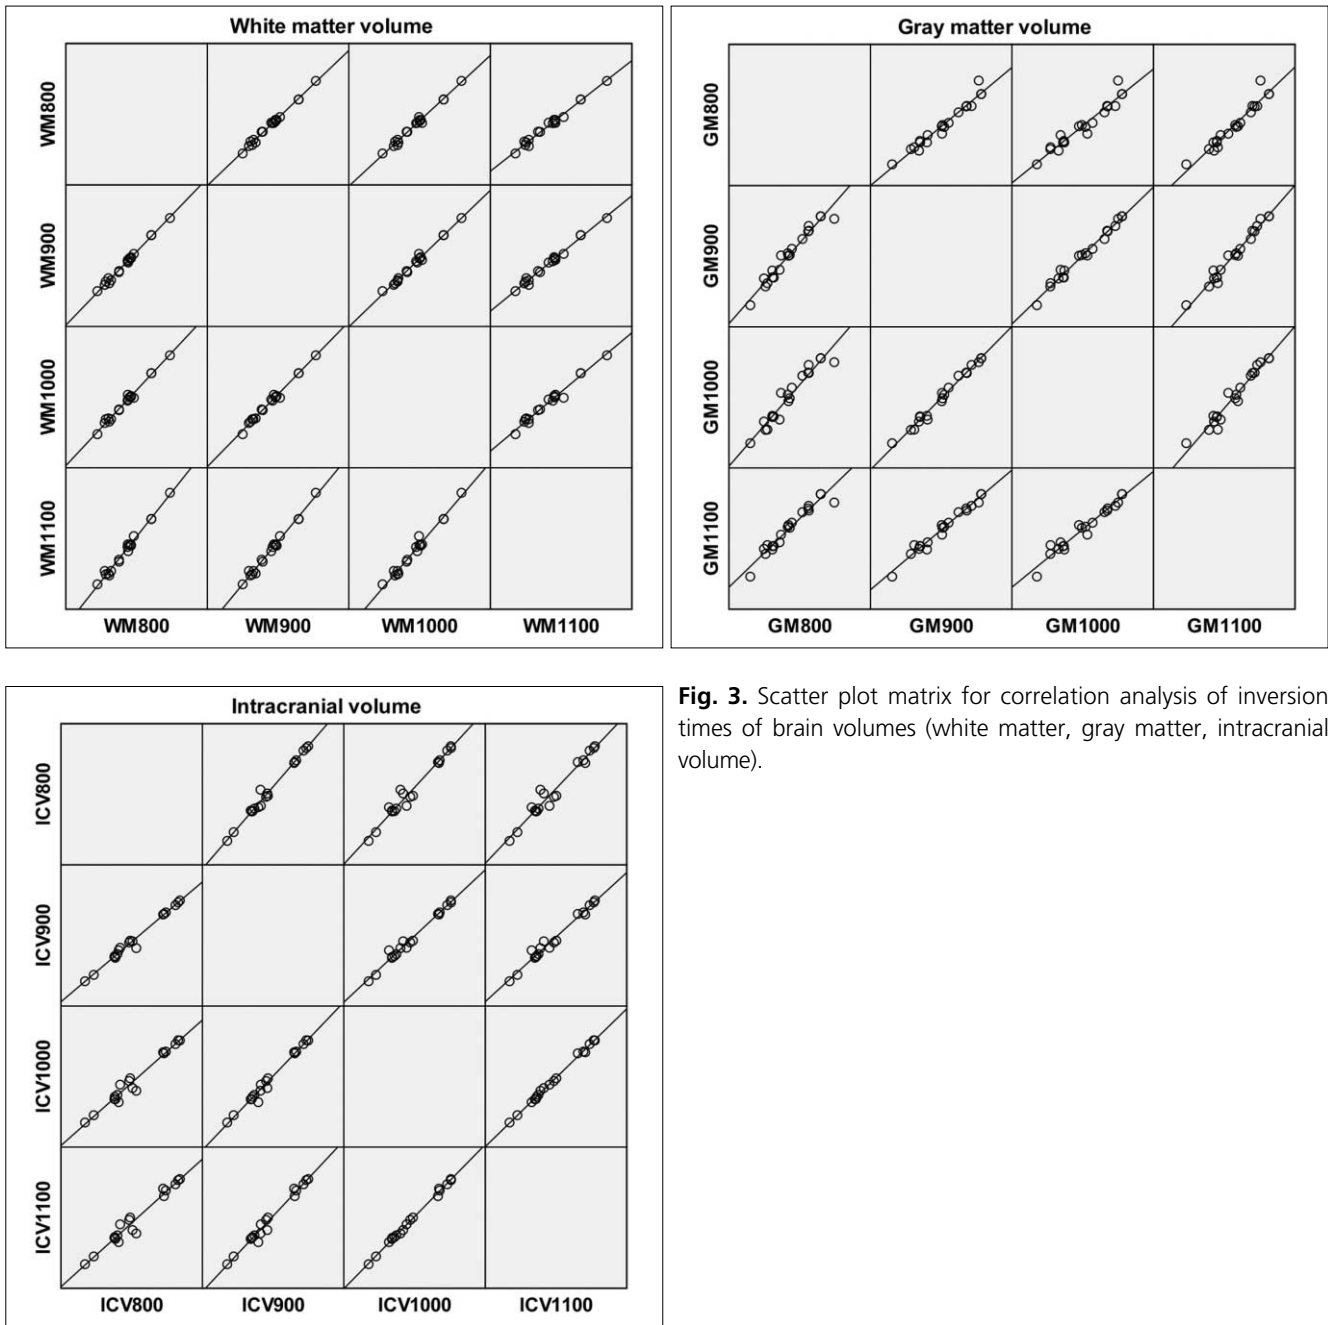 White matter volume
WM800
WM900
WM1000
WM1100
WM800 WM900 WM1000 WM1100
Gray matter volume
GM800
GM900
GM1000
GM1100
GM800 GM900 GM1000 GM1100
Intracranial volume
ICV800
ICV900
ICV1000
ICV1100
ICV800 ICV900 ICV1000 ICV1100
Fig. 3. Scatter plot matrix for correlation analysis of inversion
times of brain volumes (white matter, gray matter, intracranial
volume).